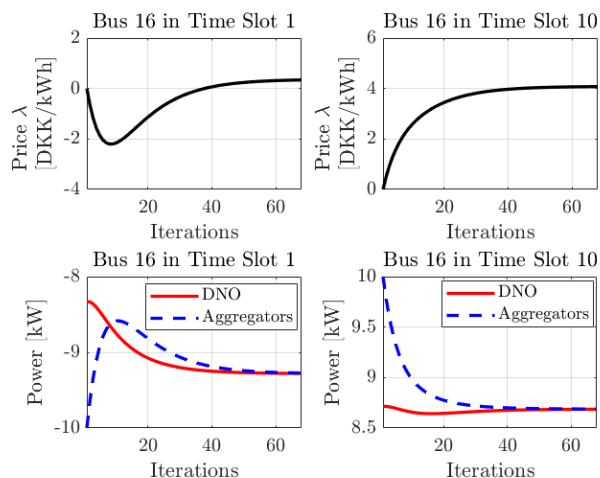 Bus 16 in Time Slot 1
Price λ
[DKK/kWh]
2
0
-2
-4
20
40
60
Iterations
Bus 16 in Time Slot 10
Price λ
[DKK/kWh]
6
4
2
0
20
40
60
Iterations
Bus 16 in Time Slot 1
Power [kW]
-8
-9
-10
DNO
Aggregators
20
40
60
Iterations
Bus 16 in Time Slot 10
Power [kW]
10
9.5
9
8.5
DNO
Aggregators
20
40
60
Iterations